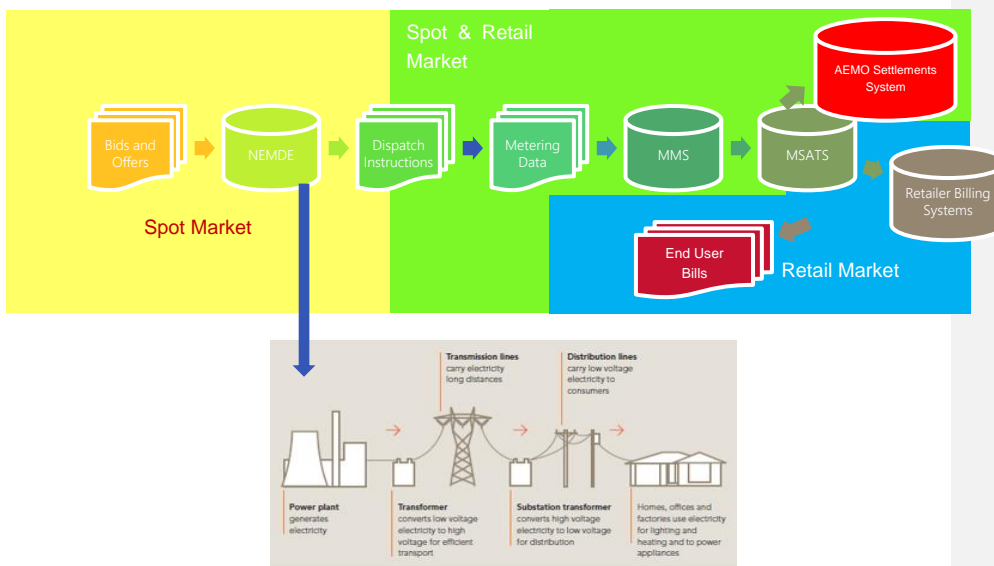 Spot & Retail
Market
AEMO Settlements
System
Bids and
Offers
NEMDE
Dispatch
Instructions
Metering
Data
MMS
MSATS
Retailer Billing
Systems
Spot Market
End User
Bills
Retail Market
Transmission lines
carry electricity
long distances
Distribution lines
carry low voltage
electricity to
consumers
Power plant
generates
electricity
Transformer
converts low voltage
electricity to high
voltage for efficient
transport
Substation transformer
converts high voltage
electricity to low voltage
for distribution
Homes, offices and
factories use electricity
for lighting and
heating and to power
appliances